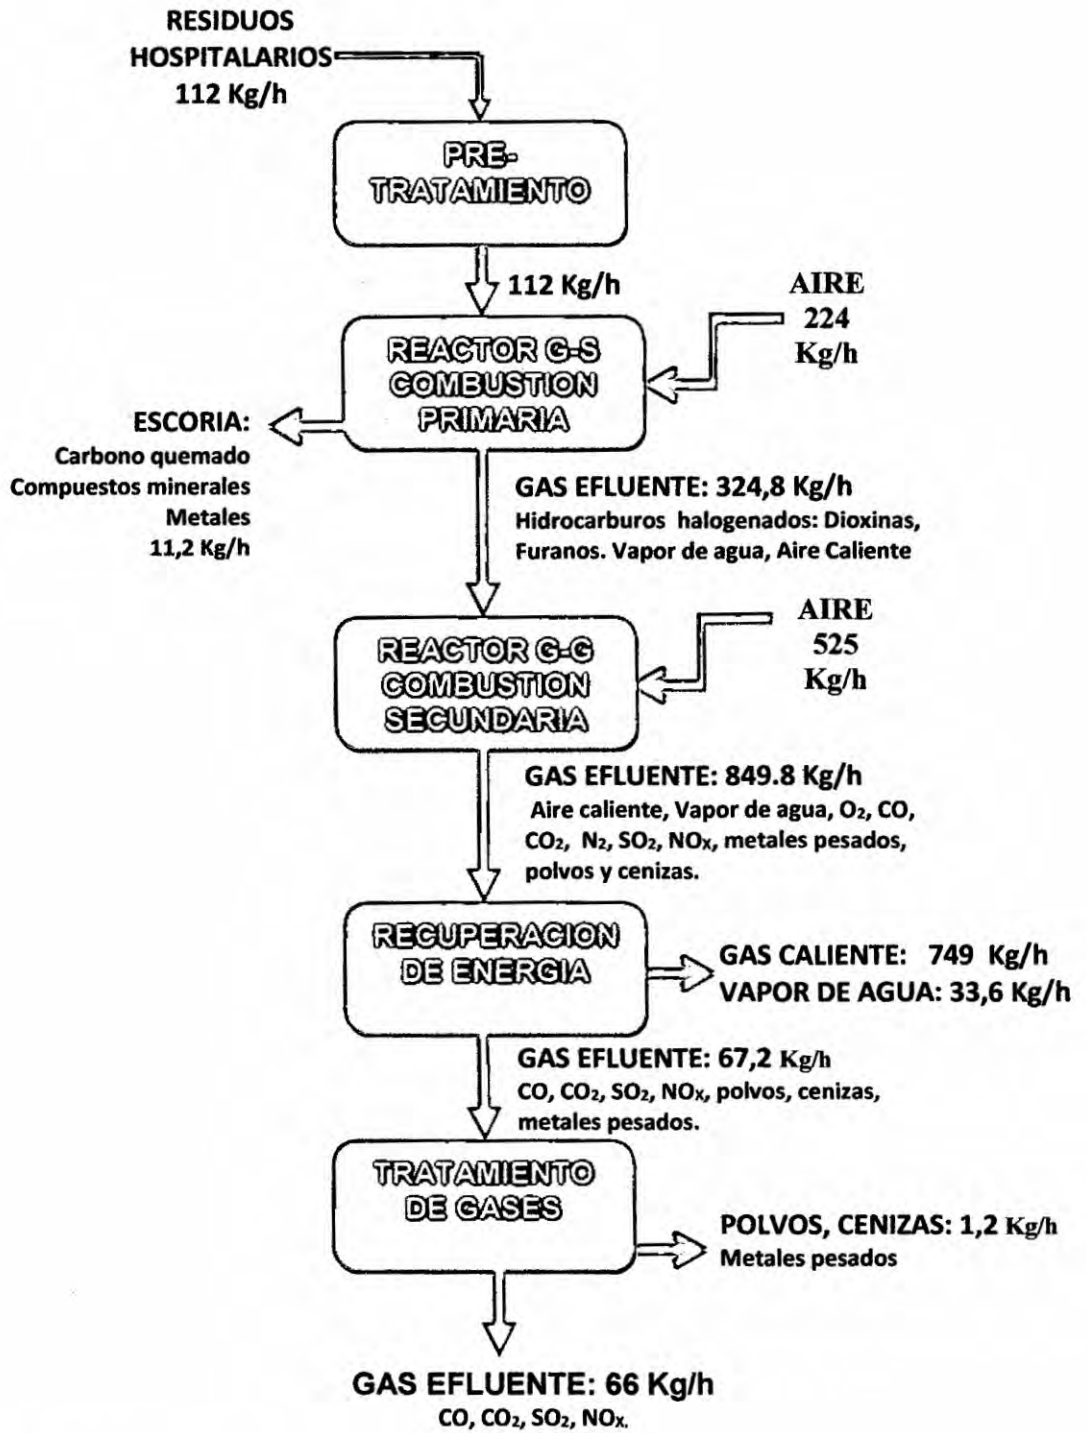 RESIDUOS
HOSPITALARIOS
112 Kg/h
PRE-
TRATAMIENTO
112 Kg/h
AIRE
224
Kg/h
REACTOR G-S
COMBUSTION
PRIMARIA
ESCORIA:
Carbono quemado
Compuestos minerales
Metales
11,2 Kg/h
GAS EFLUENTE: 324,8 Kg/h
Hidrocarburos halogenados: Dioxinas,
Furanos. Vapor de agua, Aire Caliente
AIRE
525
Kg/h
REACTOR G-G
COMBUSTION
SECUNDARIA
GAS EFLUENTE: 849.8 Kg/h
Aire caliente, Vapor de agua, O₂, CO,
CO₂, N₂, SO₂, NOₓ, metales pesados,
polvos y cenizas.
RECUPERACION
DE ENERGIA
GAS CALIENTE: 749 Kg/h
VAPOR DE AGUA: 33,6 Kg/h
GAS EFLUENTE: 67,2 Kg/h
CO, CO₂, SO₂, NOₓ, polvos, cenizas,
metales pesados.
TRATAMIENTO
DE GASES
POLVOS, CENIZAS: 1,2 Kg/h
Metales pesados
GAS EFLUENTE: 66 Kg/h
CO, CO₂, SO₂, NOₓ.